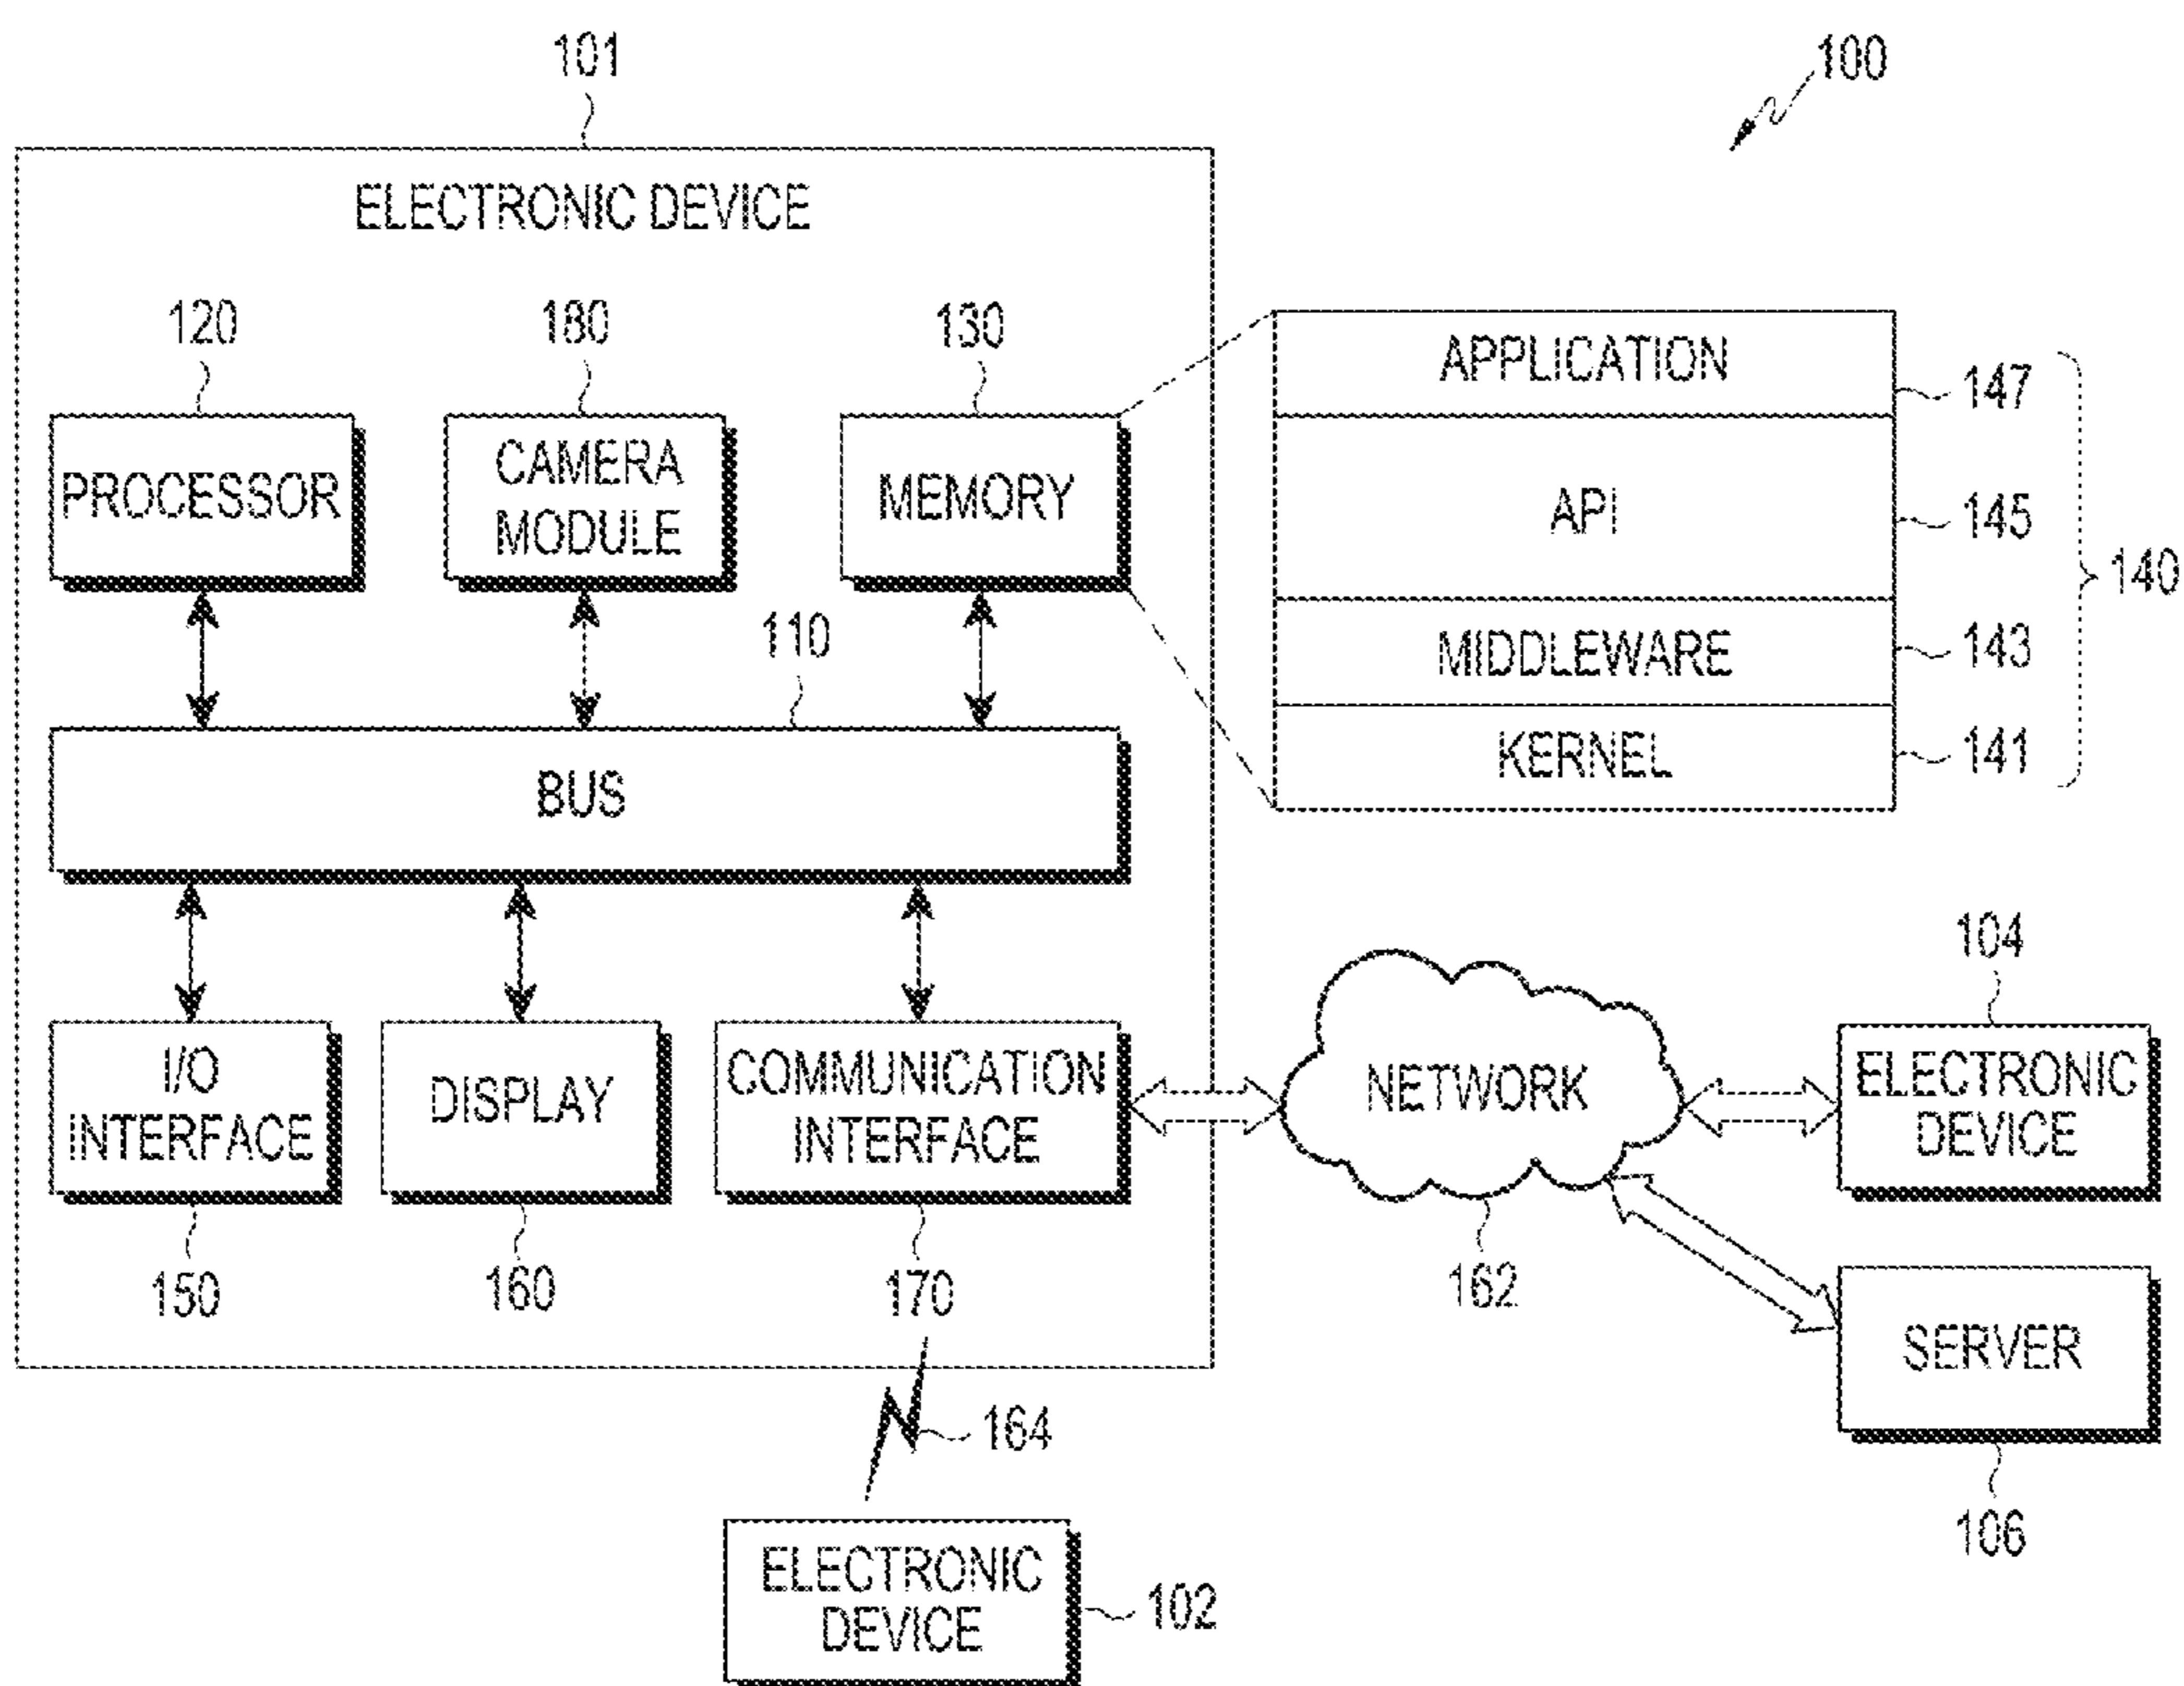 101
100
ELECTRONIC DEVICE
120
180
130
APPLICATION
147
PROCESSOR
CAMERA
MODULE
MEMORY
API
145
140
110
MIDDLEWARE
143
KERNEL
141
BUS
104
I/O
INTERFACE
DISPLAY
COMMUNICATION
INTERFACE
NETWORK
ELECTRONIC
DEVICE
150
160
170
162
SERVER
164
106
ELECTRONIC
DEVICE
102